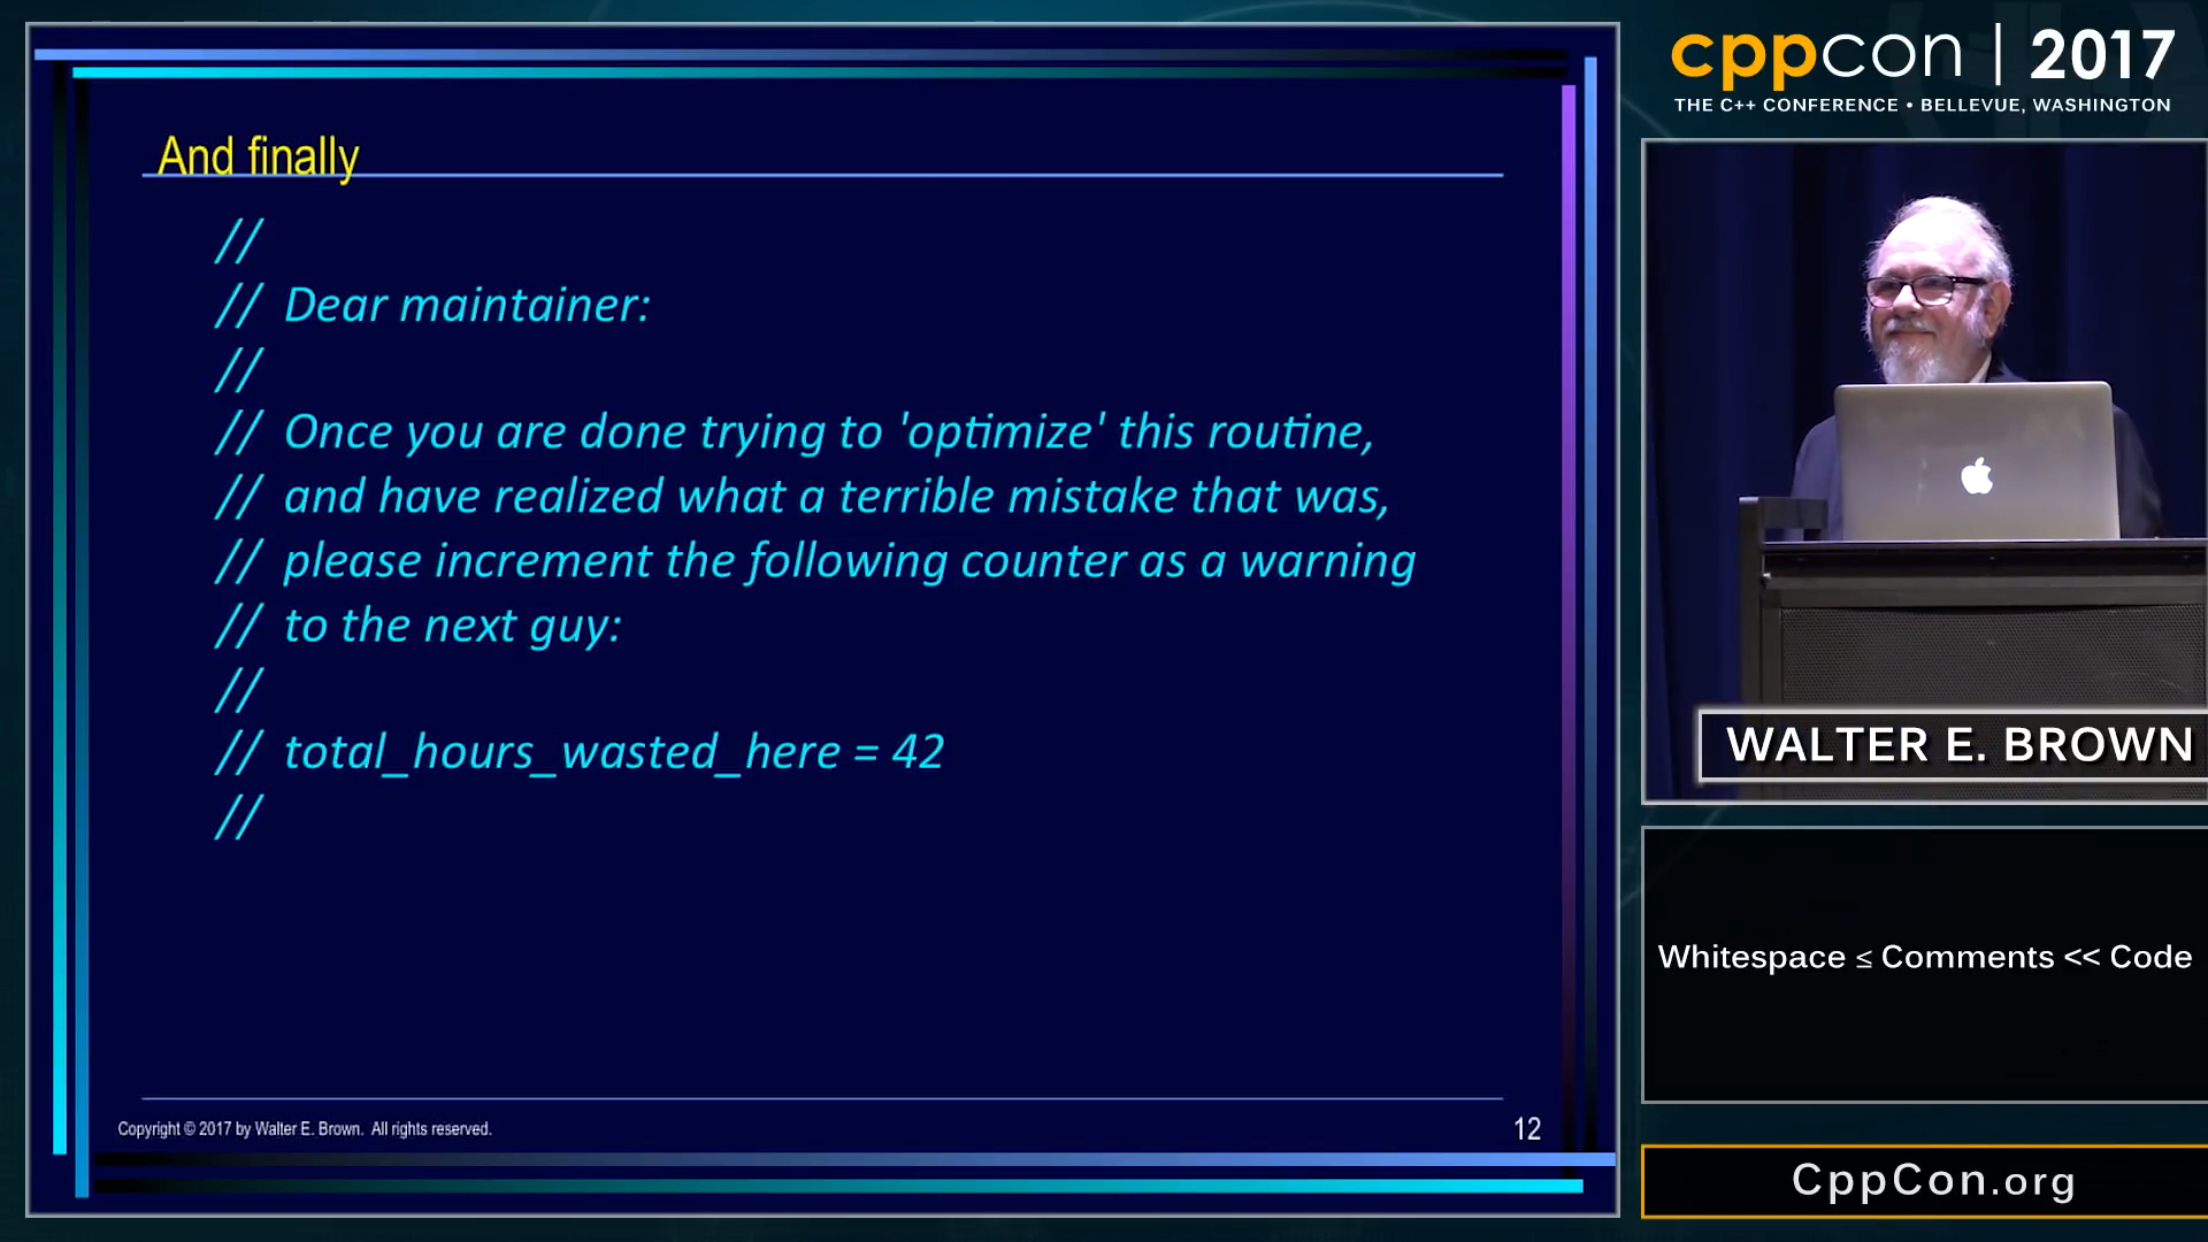 And finally
//
// Dear maintainer:
//
// Once you are done trying to 'optimize' this routine,
// and have realized what a terrible mistake that was,
// please increment the following counter as a warning
// to the next guy:
//
// total_hours_wasted_here = 42
//
Copyright © 2017 by Walter E. Brown. All rights reserved.
12
cppcon | 2017
THE C++ CONFERENCE • BELLEVUE, WASHINGTON
WALTER E. BROWN
Whitespace ≤ Comments << Code
CppCon.org